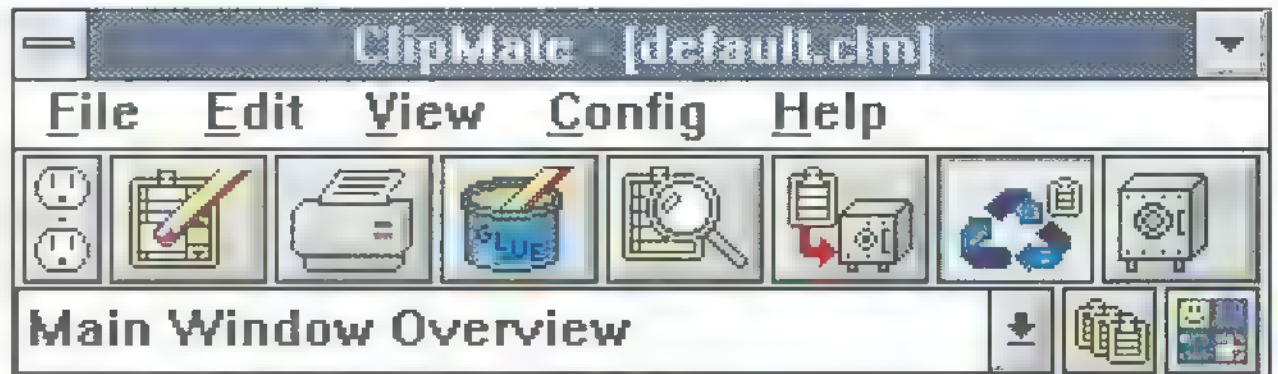 ClipMate - [default.clm]
File Edit View Config Help
GLUE
Main Window Overview